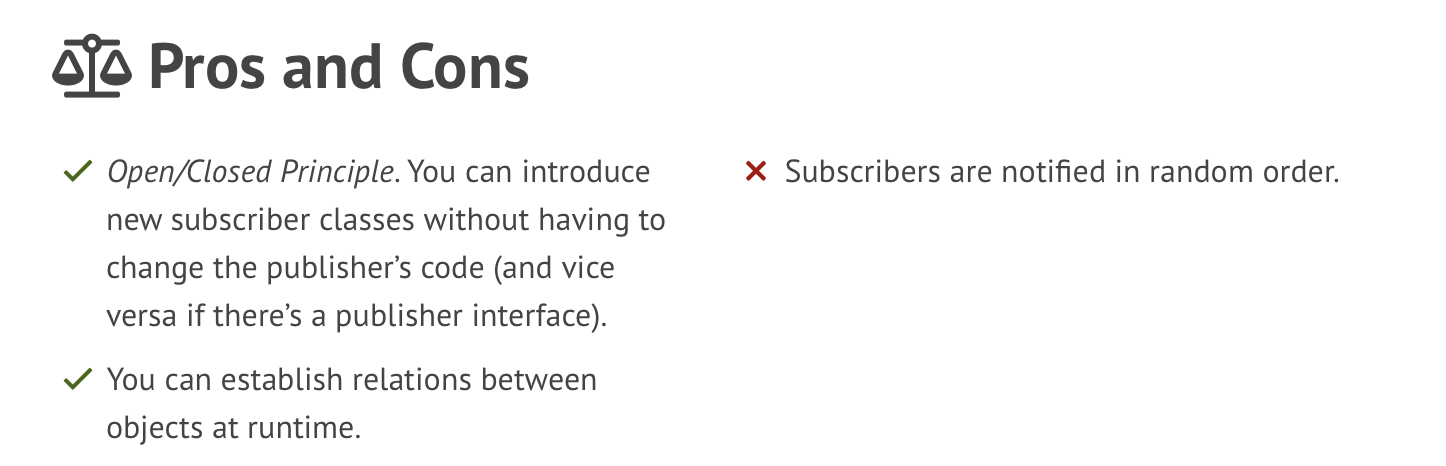 Pros and Cons
Open/Closed Principle. You can introduce
new subscriber classes without having to
change the publisher’s code (and vice
versa if there’s a publisher interface).
You can establish relations between
objects at runtime.
Subscribers are notified in random order.